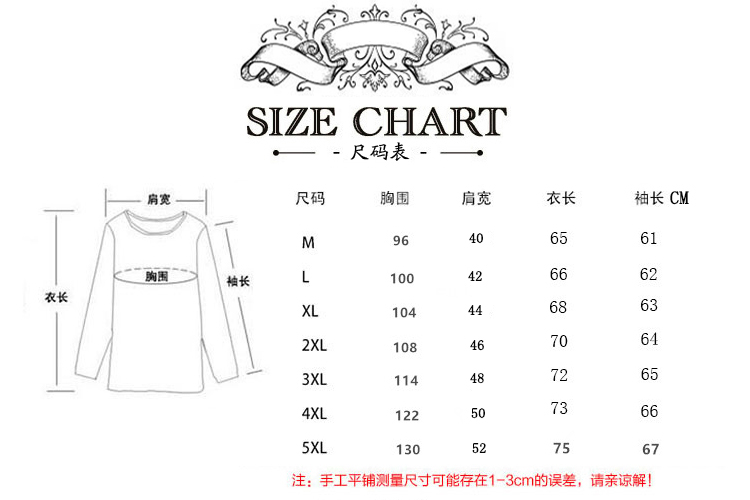 SIZE CHART
- 尺码表 -
肩宽
胸围
衣长
袖长
尺码 胸围 肩宽 衣长 袖长 CM
M 96 40 65 61
L 100 42 66 62
XL 104 44 68 63
2XL 108 46 70 64
3XL 114 48 72 65
4XL 122 50 73 66
5XL 130 52 75 67
注：手工平铺测量尺寸可能存在1-3cm的误差，请亲谅解！